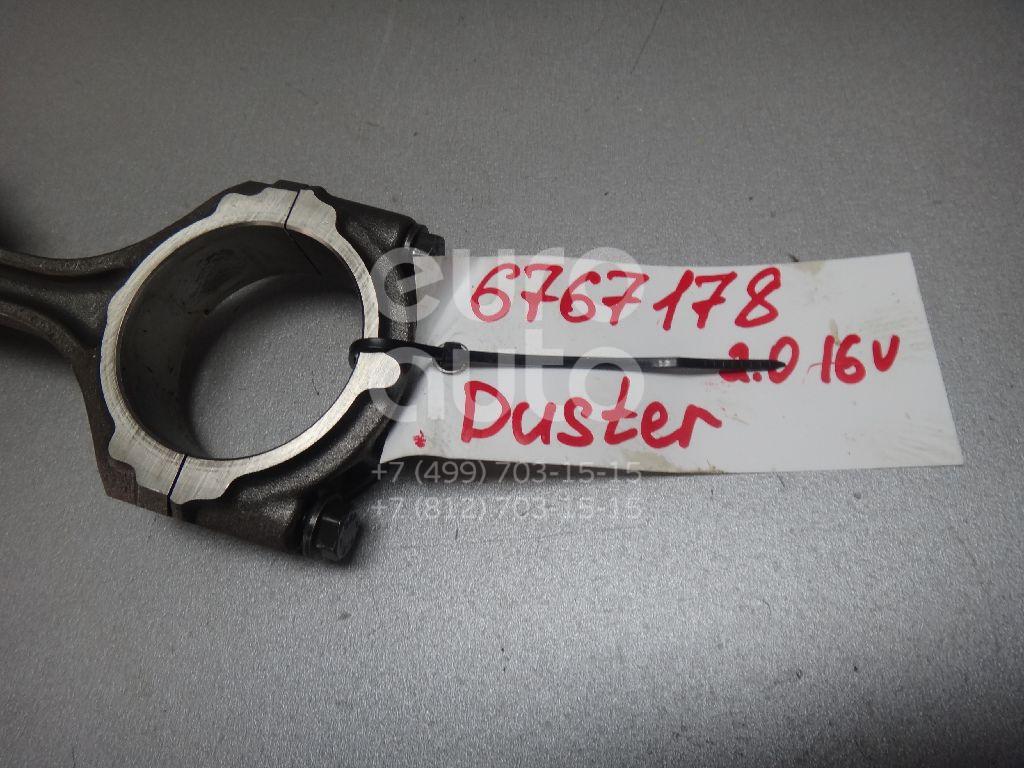 euro
auto
6767178
2.0 16v
Duster
+7 (499) 703-15-15
+7 (812) 703-15-15